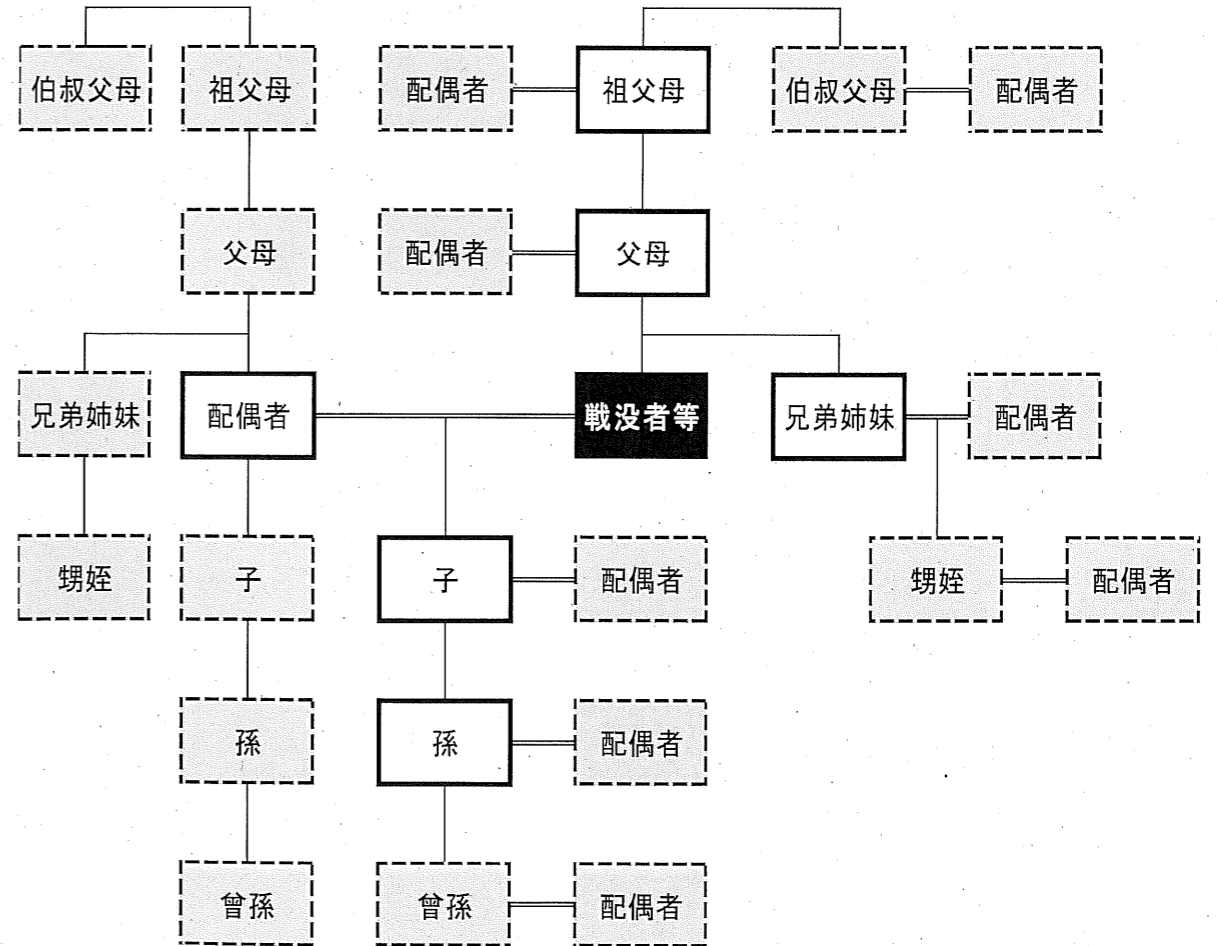 伯叔父母
祖父母
配偶者
祖父母
伯叔父母
配偶者
父母
配偶者
父母
兄弟姉妹
配偶者
戦没者等
兄弟姉妹
配偶者
甥姪
子
子
配偶者
甥姪
配偶者
孫
孫
配偶者
曾孫
曾孫
配偶者